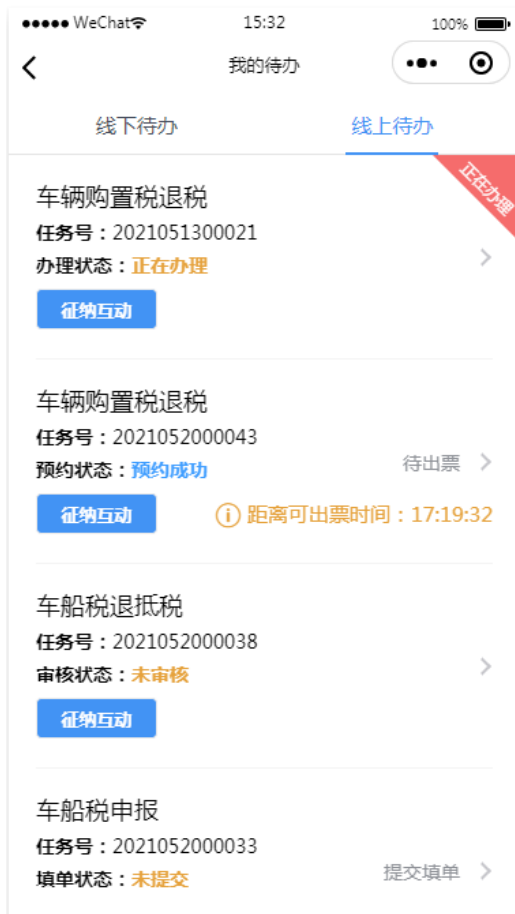 WeChat 15:32 100%
我的待办
线下待办 线上待办
正在办理
车辆购置税退税
任务号：2021051300021
办理状态：正在办理
征纳互动
车辆购置税退税
任务号：2021052000043
预约状态：预约成功 待出票
征纳互动 距离可出票时间：17:19:32
车船税退抵税
任务号：2021052000038
审核状态：未审核
征纳互动
车船税申报
任务号：2021052000033
填单状态：未提交 提交填单